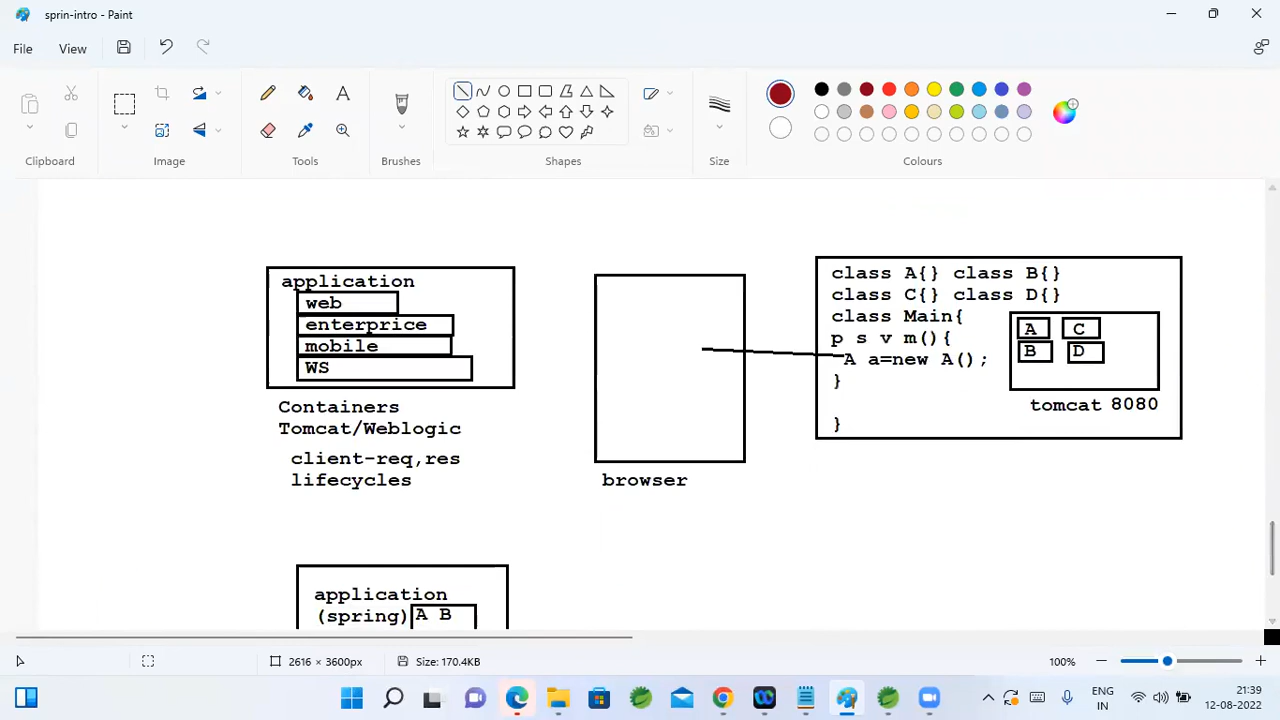 sprin-intro - Paint
File
View
Clipboard
Image
Tools
Brushes
Shapes
Size
Colours
application
web
enterprice
mobile
WS
Containers
Tomcat/Weblogic
client-req,res
lifecycles
browser
class A{} class B{}
class C{} class D{}
class Main{
p s v m(){
A a=new A();
}
}
A C
B D
tomcat 8080
application
(spring) A B
2616 × 3600px
Size: 170.4KB
100%
ENG
IN
21:39
12-08-2022